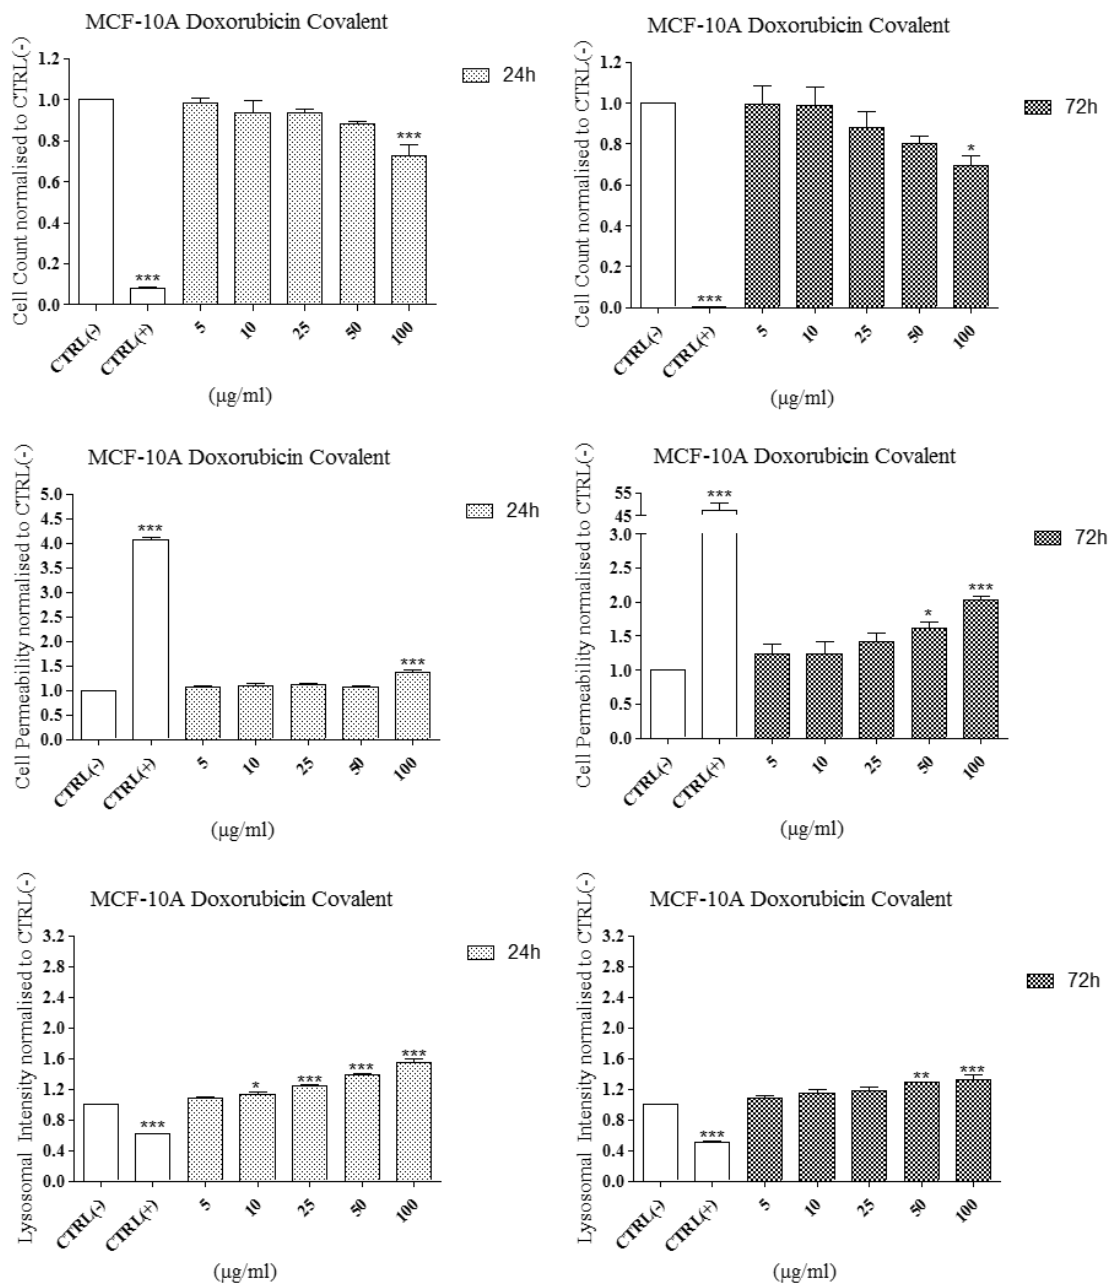 MCF-10A Doxorubicin Covalent
Cell Count normalised to CTRL(-)
1.2
1.0
0.8
0.6
0.4
0.2
0.0
***
***
CTRL(-) CTRL(+) 5 10 25 50 100
(µg/ml)
24h
MCF-10A Doxorubicin Covalent
Cell Count normalised to CTRL(-)
1.2
1.0
0.8
0.6
0.4
0.2
0.0
***
*
CTRL(-) CTRL(+) 5 10 25 50 100
(µg/ml)
72h
MCF-10A Doxorubicin Covalent
Cell Permeability normalised to CTRL(-)
5.0
4.5
4.0
3.5
3.0
2.5
2.0
1.5
1.0
0.5
0.0
***
***
CTRL(-) CTRL(+) 5 10 25 50 100
(µg/ml)
24h
MCF-10A Doxorubicin Covalent
Cell Permeability normalised to CTRL(-)
55
45
3.0
2.5
2.0
1.5
1.0
0.5
0.0
***
*
***
CTRL(-) CTRL(+) 5 10 25 50 100
(µg/ml)
72h
MCF-10A Doxorubicin Covalent
Lysosomal Intensity normalised to CTRL(-)
3.2
2.8
2.4
2.0
1.6
1.2
0.8
0.4
0.0
***
*
***
***
***
CTRL(-) CTRL(+) 5 10 25 50 100
(µg/ml)
24h
MCF-10A Doxorubicin Covalent
Lysosomal Intensity normalised to CTRL(-)
3.2
2.8
2.4
2.0
1.6
1.2
0.8
0.4
0.0
***
**
***
CTRL(-) CTRL(+) 5 10 25 50 100
(µg/ml)
72h